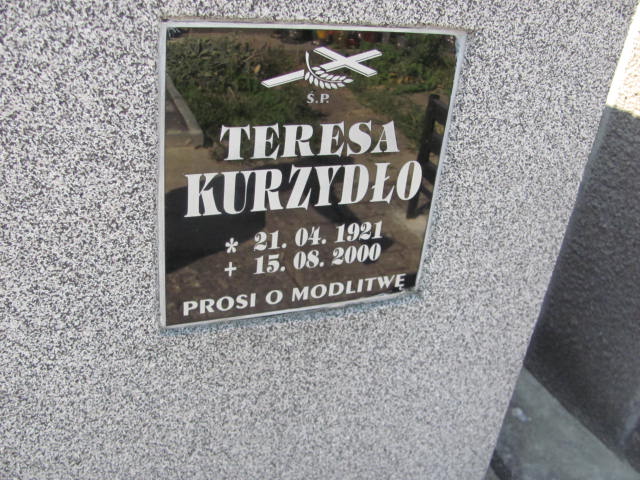 Ś.P.
TERESA
KURZYDŁO
* 21. 04. 1921
+ 15. 08. 2000
PROSI O MODLITWĘ